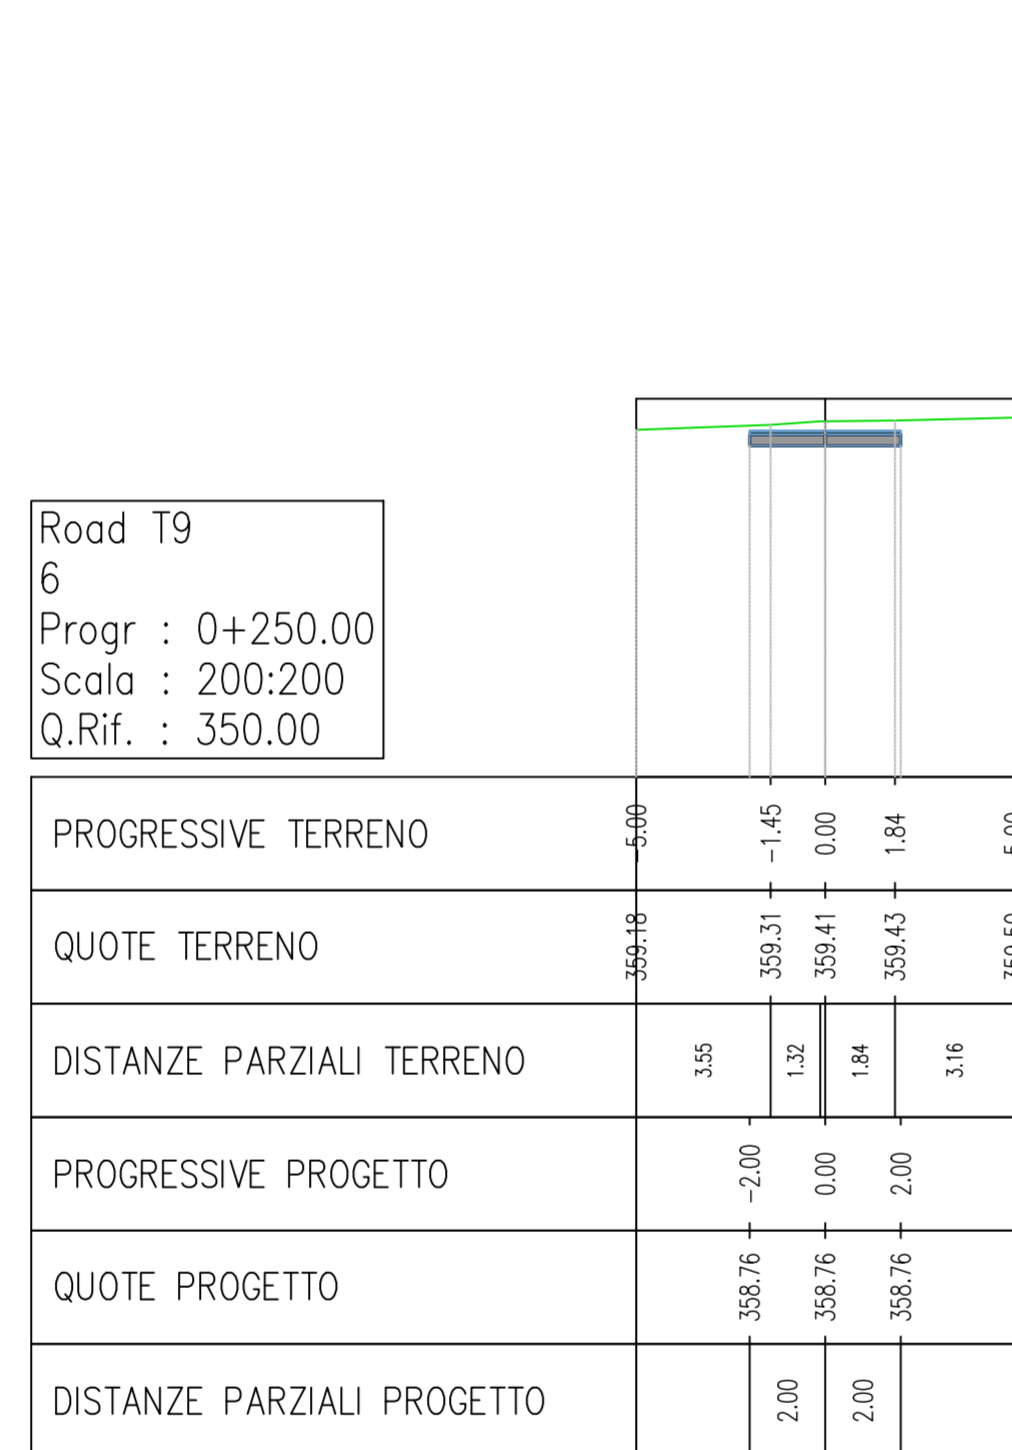 Road T9
6
Progr : 0+250.00
Scala : 200:200
Q.Rif. : 350.00
PROGRESSIVE TERRENO -5.00 -1.45 0.00 1.84
QUOTE TERRENO 359.18 359.31 359.41 359.43
DISTANZE PARZIALI TERRENO 3.55 1.32 1.84 3.16
PROGRESSIVE PROGETTO -2.00 0.00 2.00
QUOTE PROGETTO 358.76 358.76 358.76
DISTANZE PARZIALI PROGETTO 2.00 2.00